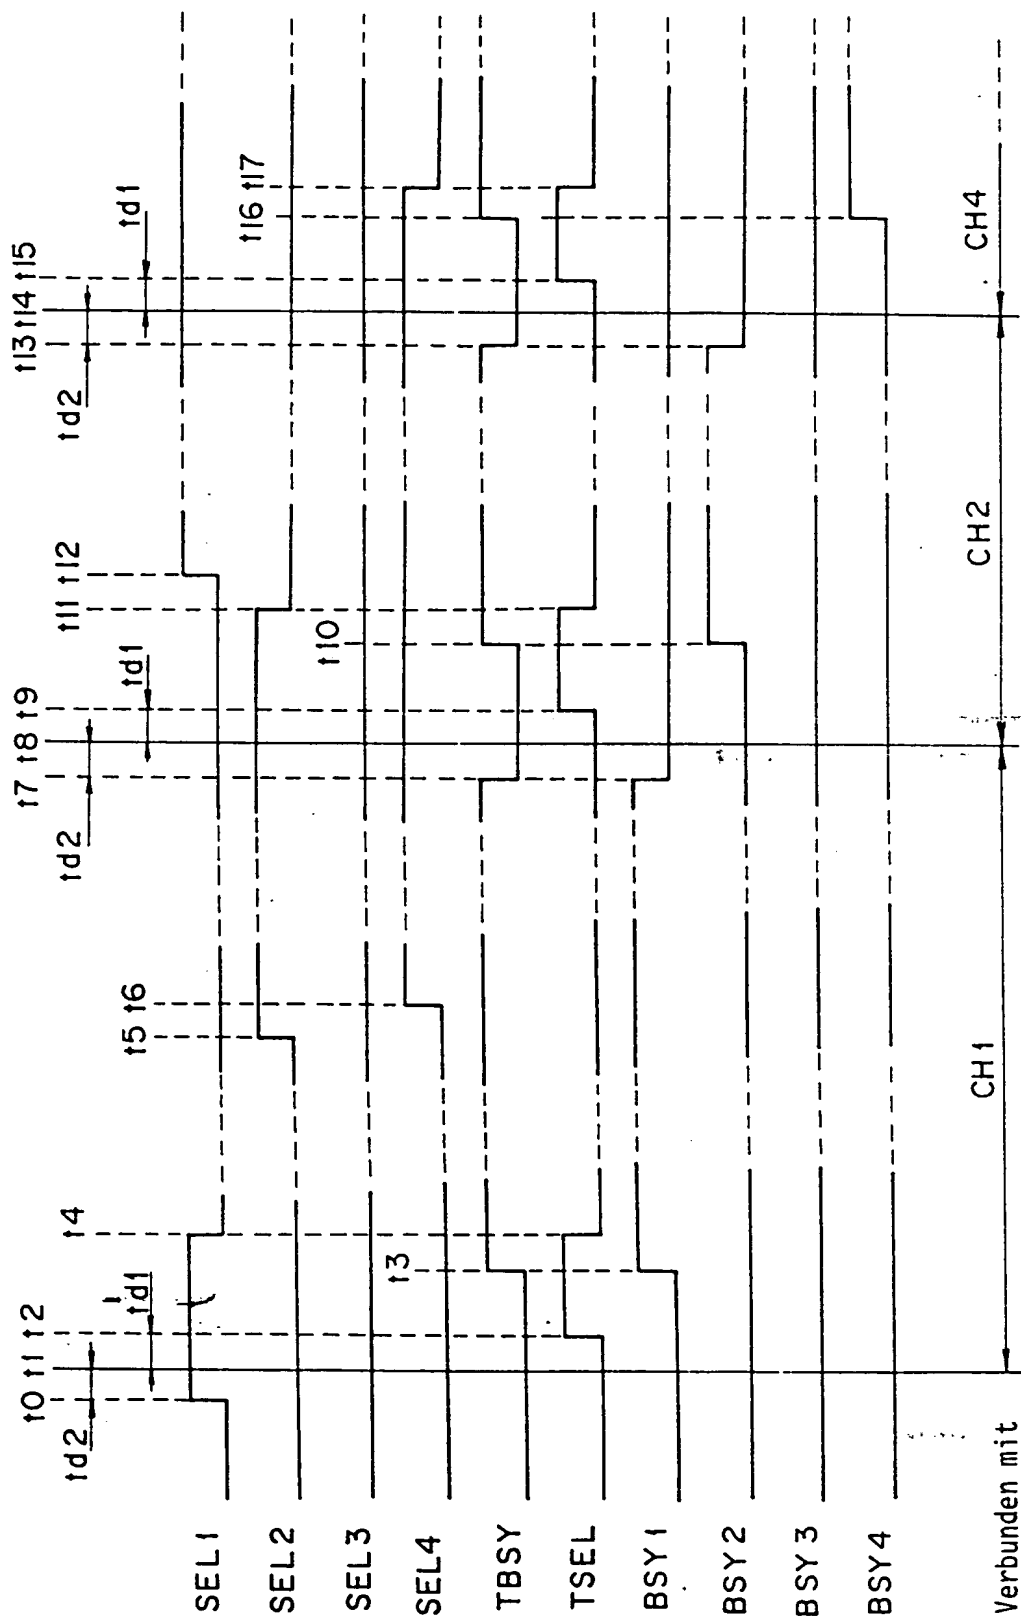 t0 t1 t2
t4
t7 t8 t9
t11 t12
t13 t14 t15
td2
td1
td2
td1
td2
td1
t3
t5 t6
t10
t16 t17
SEL1
SEL2
SEL3
SEL4
TBSY
TSEL
BSY1
BSY2
BSY3
BSY4
Verbunden mit
CH1
CH2
CH4